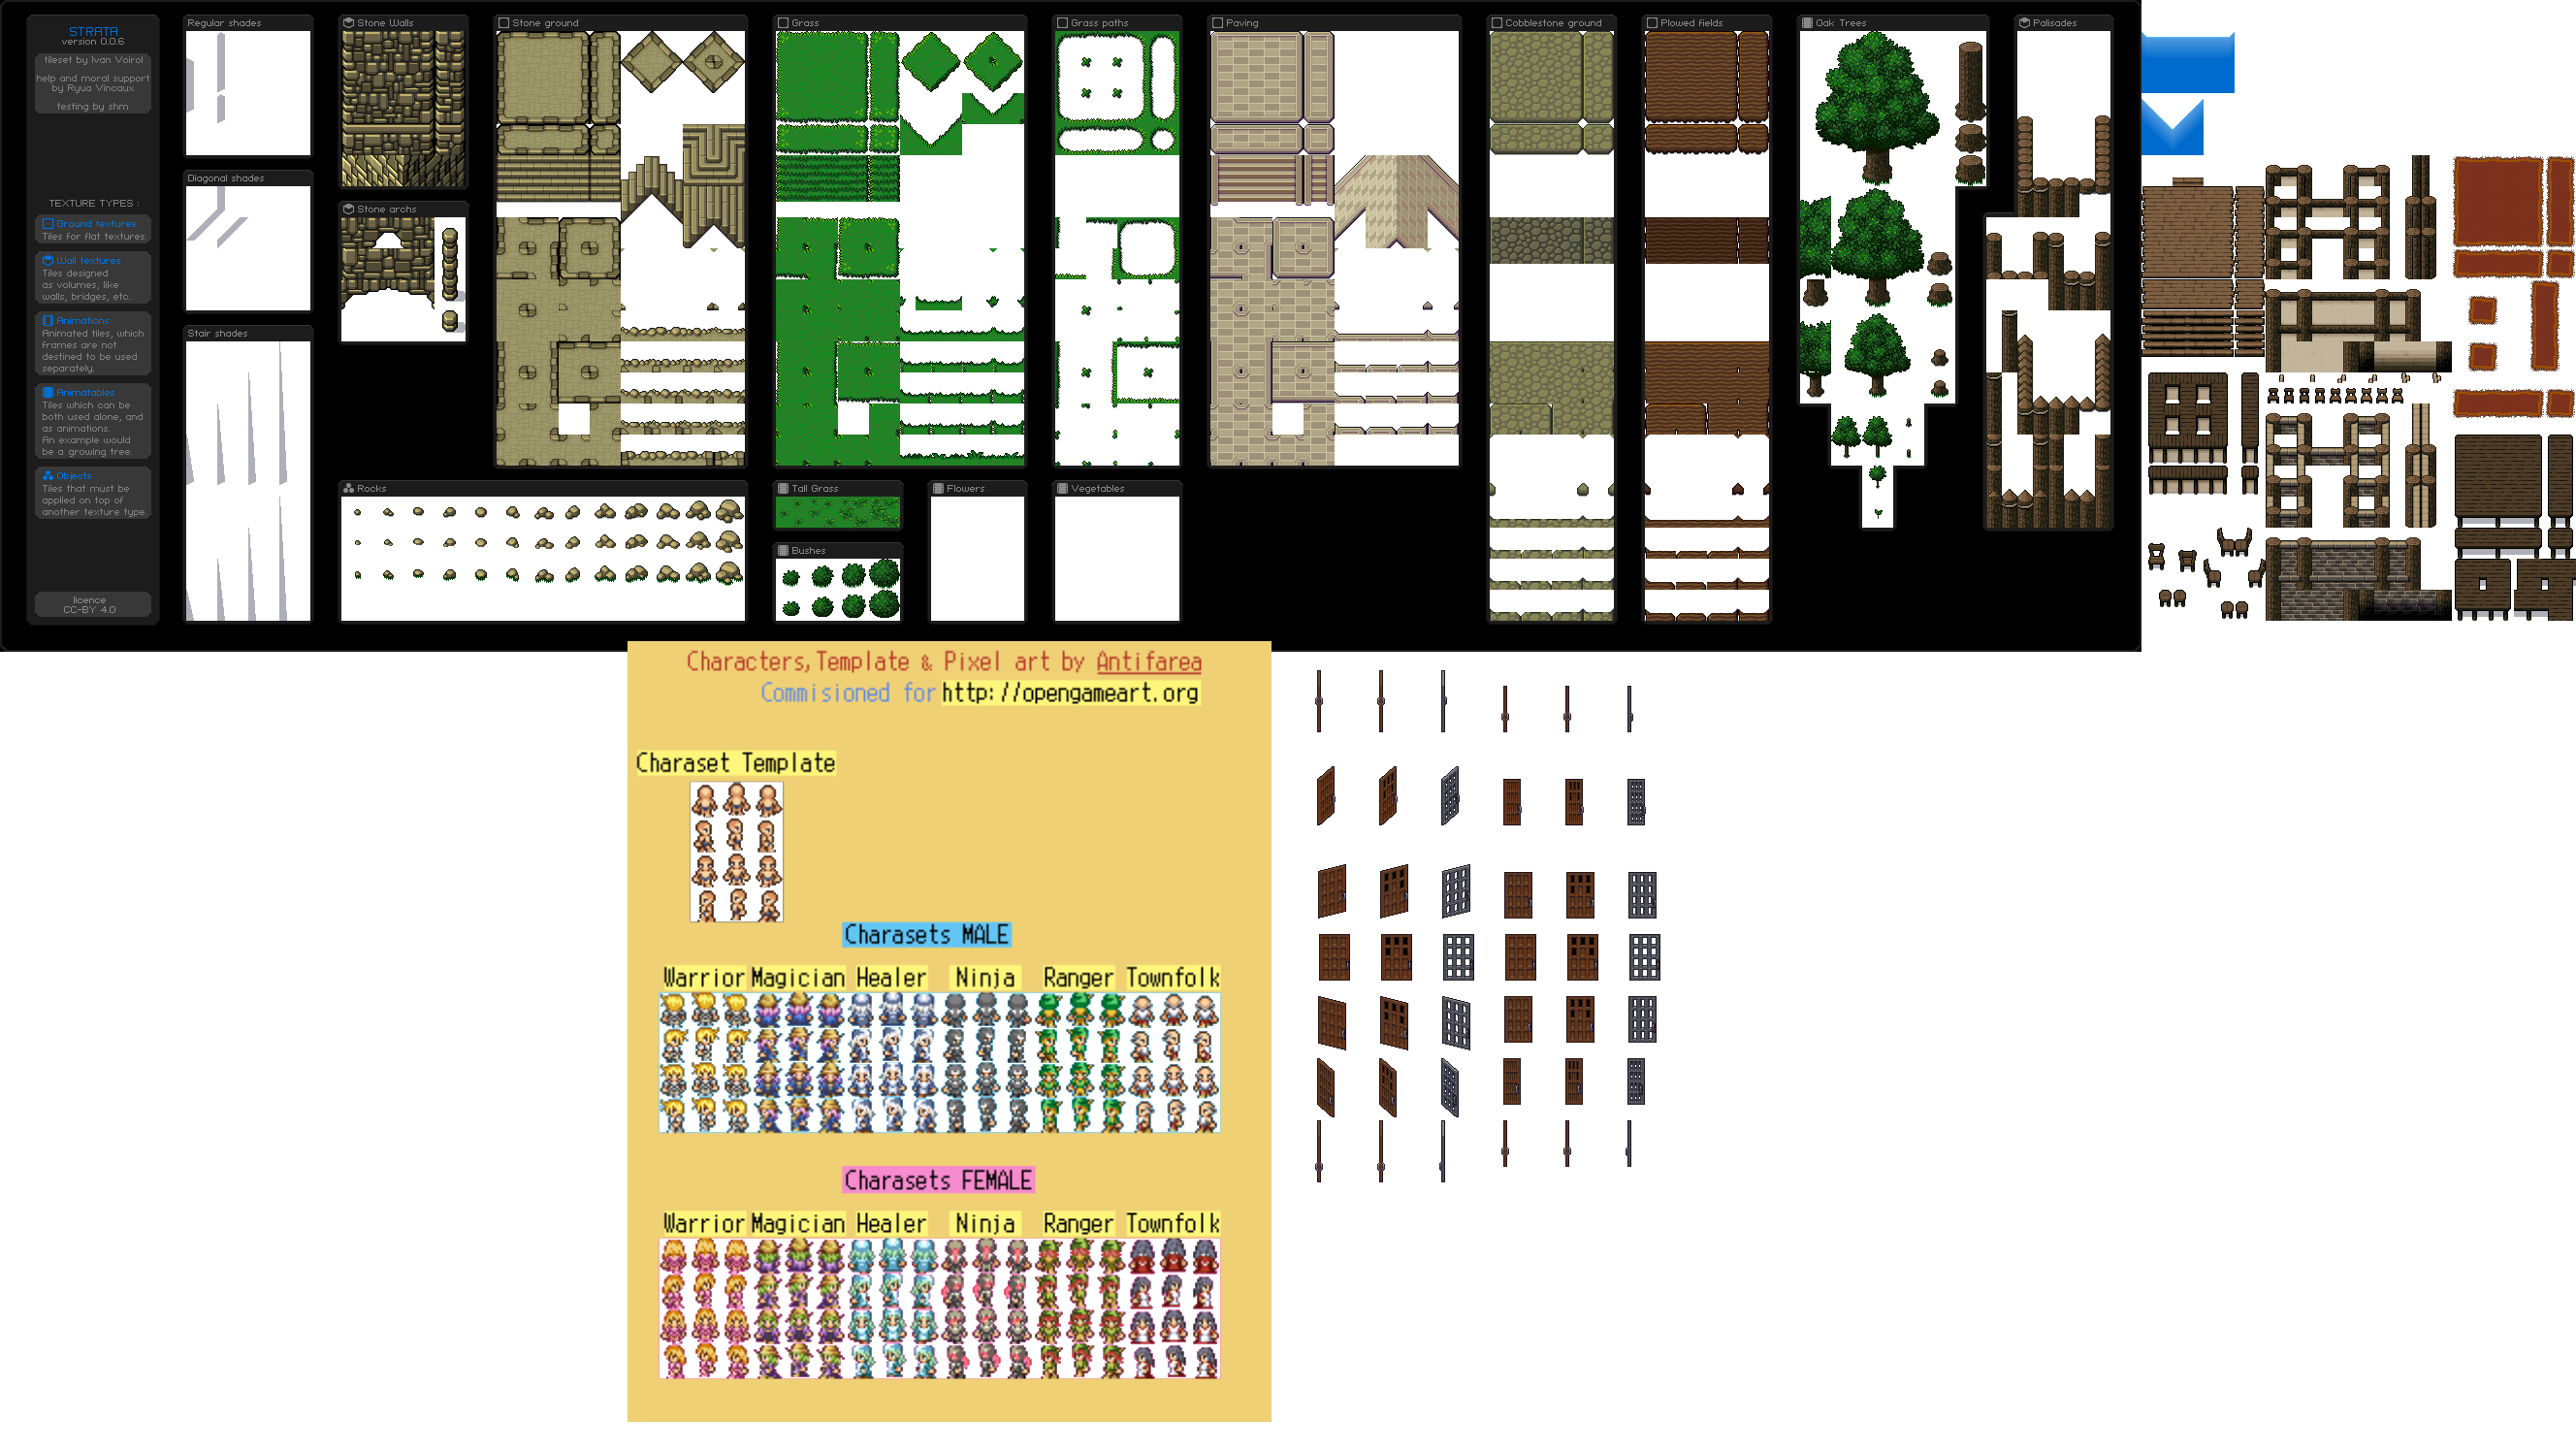 STRATA
version 0.0.6
tileset by Ivan Voirol
help and moral support
by Ryua Vincaux
testing by shm
TEXTURE TYPES :
Ground textures
Tiles for flat textures.
Wall textures
Tiles designed
as volumes, like
walls, bridges, etc.
Animations
Animated tiles, which
frames are not
destined to be used
separately.
Animatables
Tiles which can be
both used alone, and
as animations.
An example would
be a growing tree.
Objects
Tiles that must be
applied on top of
another texture type.
licence
CC-BY 4.0
Regular shades
Diagonal shades
Stair shades
Stone Walls
Stone archs
Stone ground
Rocks
Grass
Tall Grass
Bushes
Flowers
Grass paths
Vegetables
Paving
Cobblestone ground
Plowed fields
Oak Trees
Palisades
Characters, Template & Pixel art by Antifarea
Commisioned for http://opengameart.org
Charaset Template
Charasets MALE
Warrior Magician Healer Ninja Ranger Townfolk
Charasets FEMALE
Warrior Magician Healer Ninja Ranger Townfolk